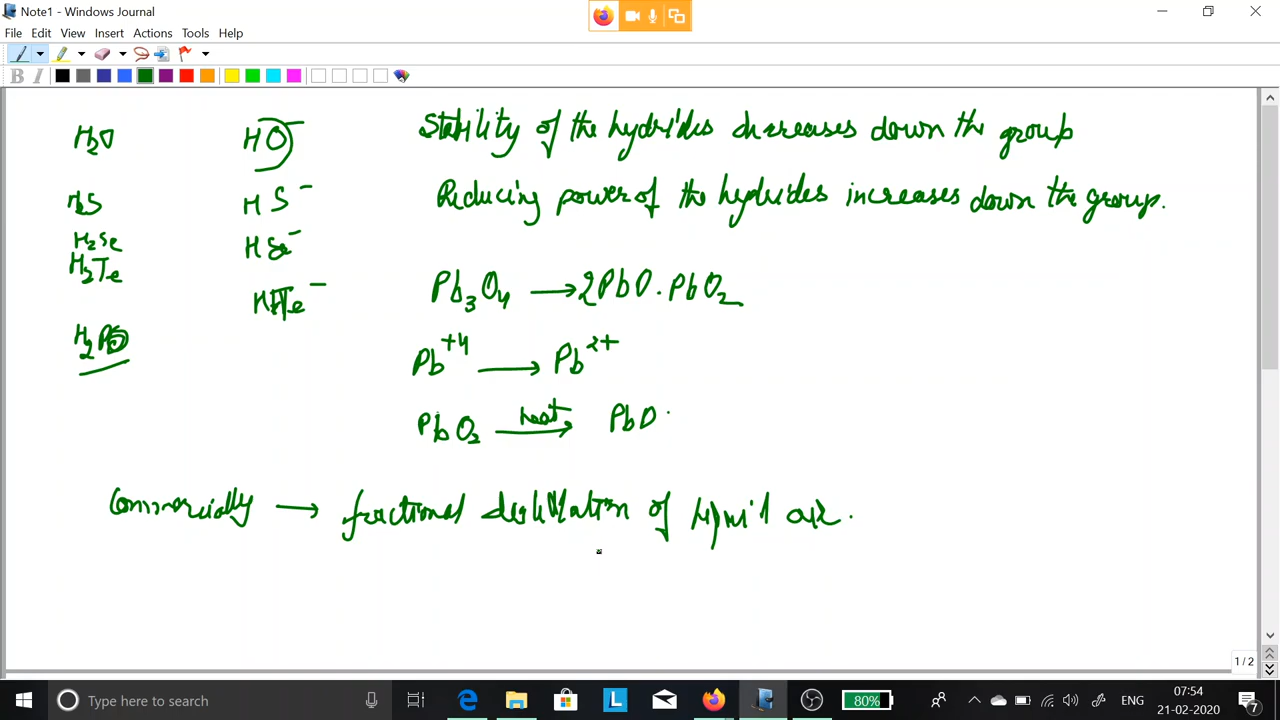 Note1 - Windows Journal
File Edit View Insert Actions Tools Help
B I
H2O HO⁻ Stability of the hydrides decreases down the group
H2S HS⁻ Reducing power of the hydrides increases down the group.
H2Se HSe⁻
H2Te HTe⁻
Pb3O4 → 2PbO.PbO2
H2Po
Pb+4 → Pb2+
PbO2 heat→ PbO
Commercially → fractional distillation of liquid air.
1 / 2
Type here to search
80%
ENG
07:54
21-02-2020
7